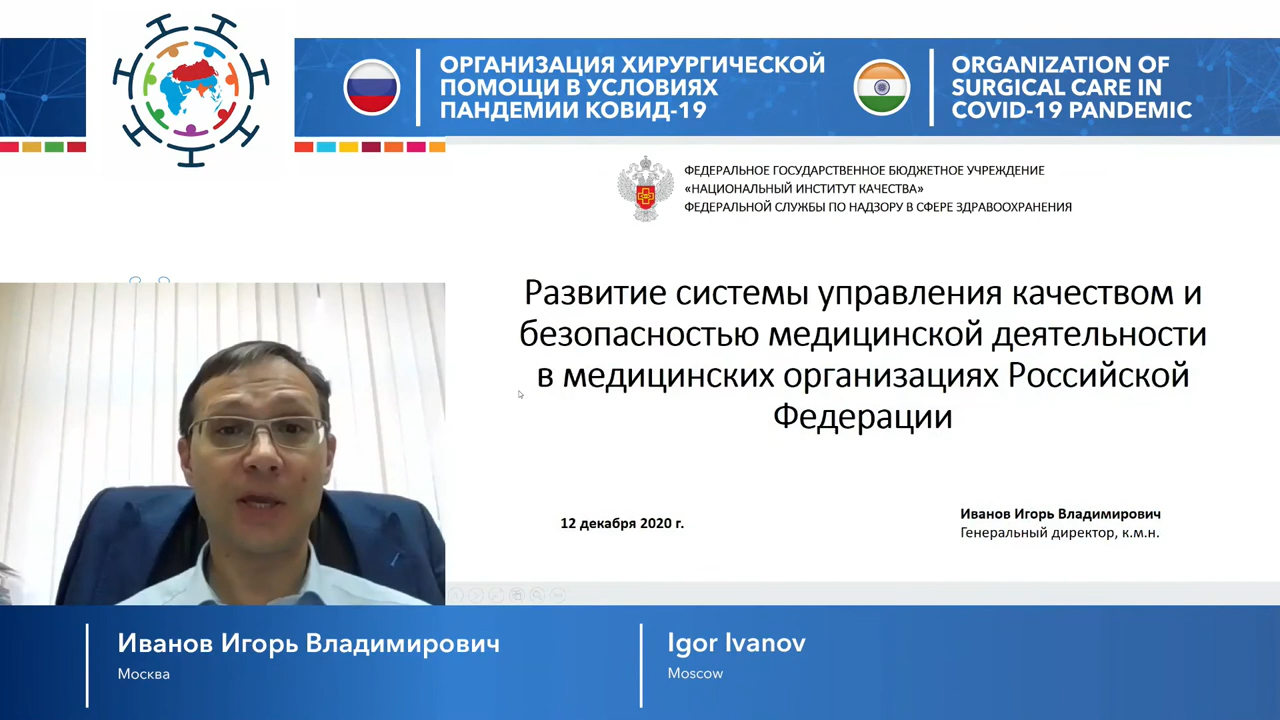 ОРГАНИЗАЦИЯ ХИРУРГИЧЕСКОЙ
ПОМОЩИ В УСЛОВИЯХ
ПАНДЕМИИ КОВИД-19
ORGANIZATION OF
SURGICAL CARE IN
COVID-19 PANDEMIC
ФЕДЕРАЛЬНОЕ ГОСУДАРСТВЕННОЕ БЮДЖЕТНОЕ УЧРЕЖДЕНИЕ
«НАЦИОНАЛЬНЫЙ ИНСТИТУТ КАЧЕСТВА»
ФЕДЕРАЛЬНОЙ СЛУЖБЫ ПО НАДЗОРУ В СФЕРЕ ЗДРАВООХРАНЕНИЯ
Развитие системы управления качеством и
безопасностью медицинской деятельности
в медицинских организациях Российской
Федерации
12 декабря 2020 г.
Иванов Игорь Владимирович
Генеральный директор, к.м.н.
Иванов Игорь Владимирович
Москва
Igor Ivanov
Moscow